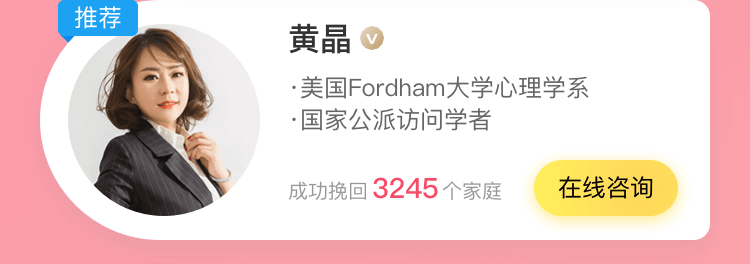 推荐
黄晶 V
·美国Fordham大学心理学系
·国家公派访问学者
成功挽回 3245 个家庭
在线咨询